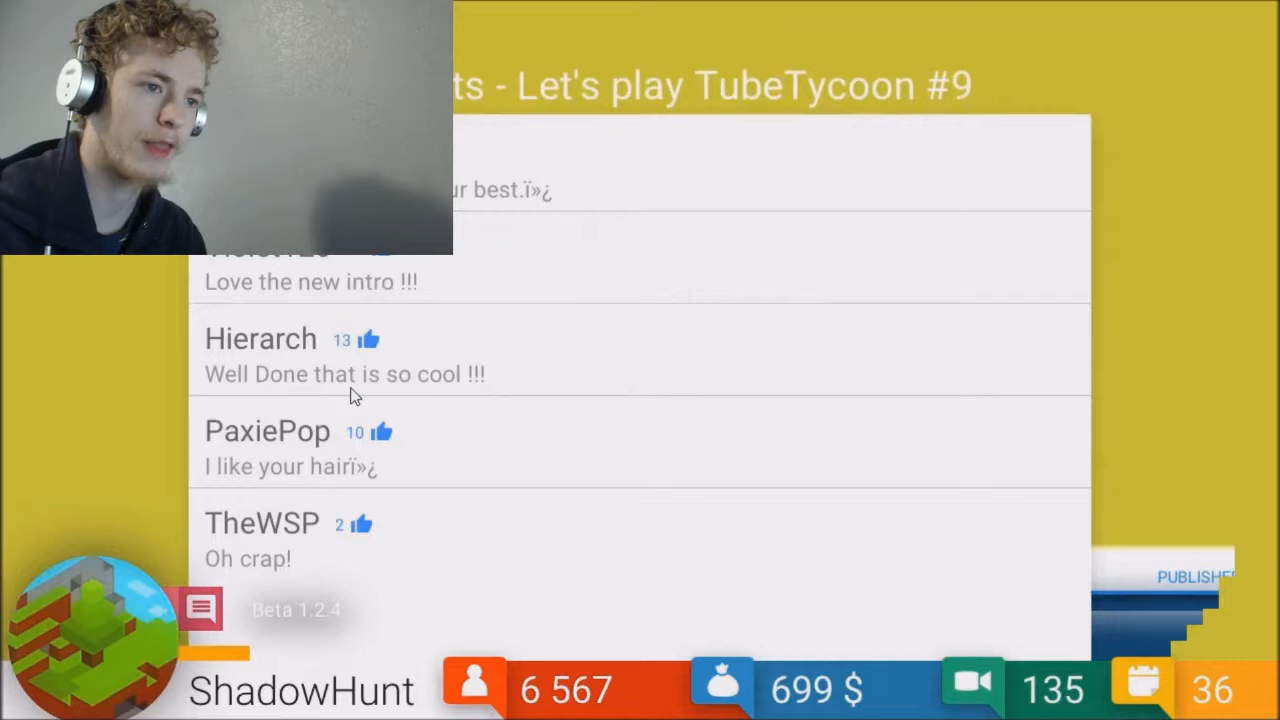 ts - Let's play TubeTycoon #9
ur best.ï»¿
Love the new intro !!!
Hierarch 13
Well Done that is so cool !!!
PaxiePop 10
I like your hairï»¿
TheWSP 2
Oh crap!
Beta 1.2.4
PUBLISHE
ShadowHunt 6 567 699 $ 135 36